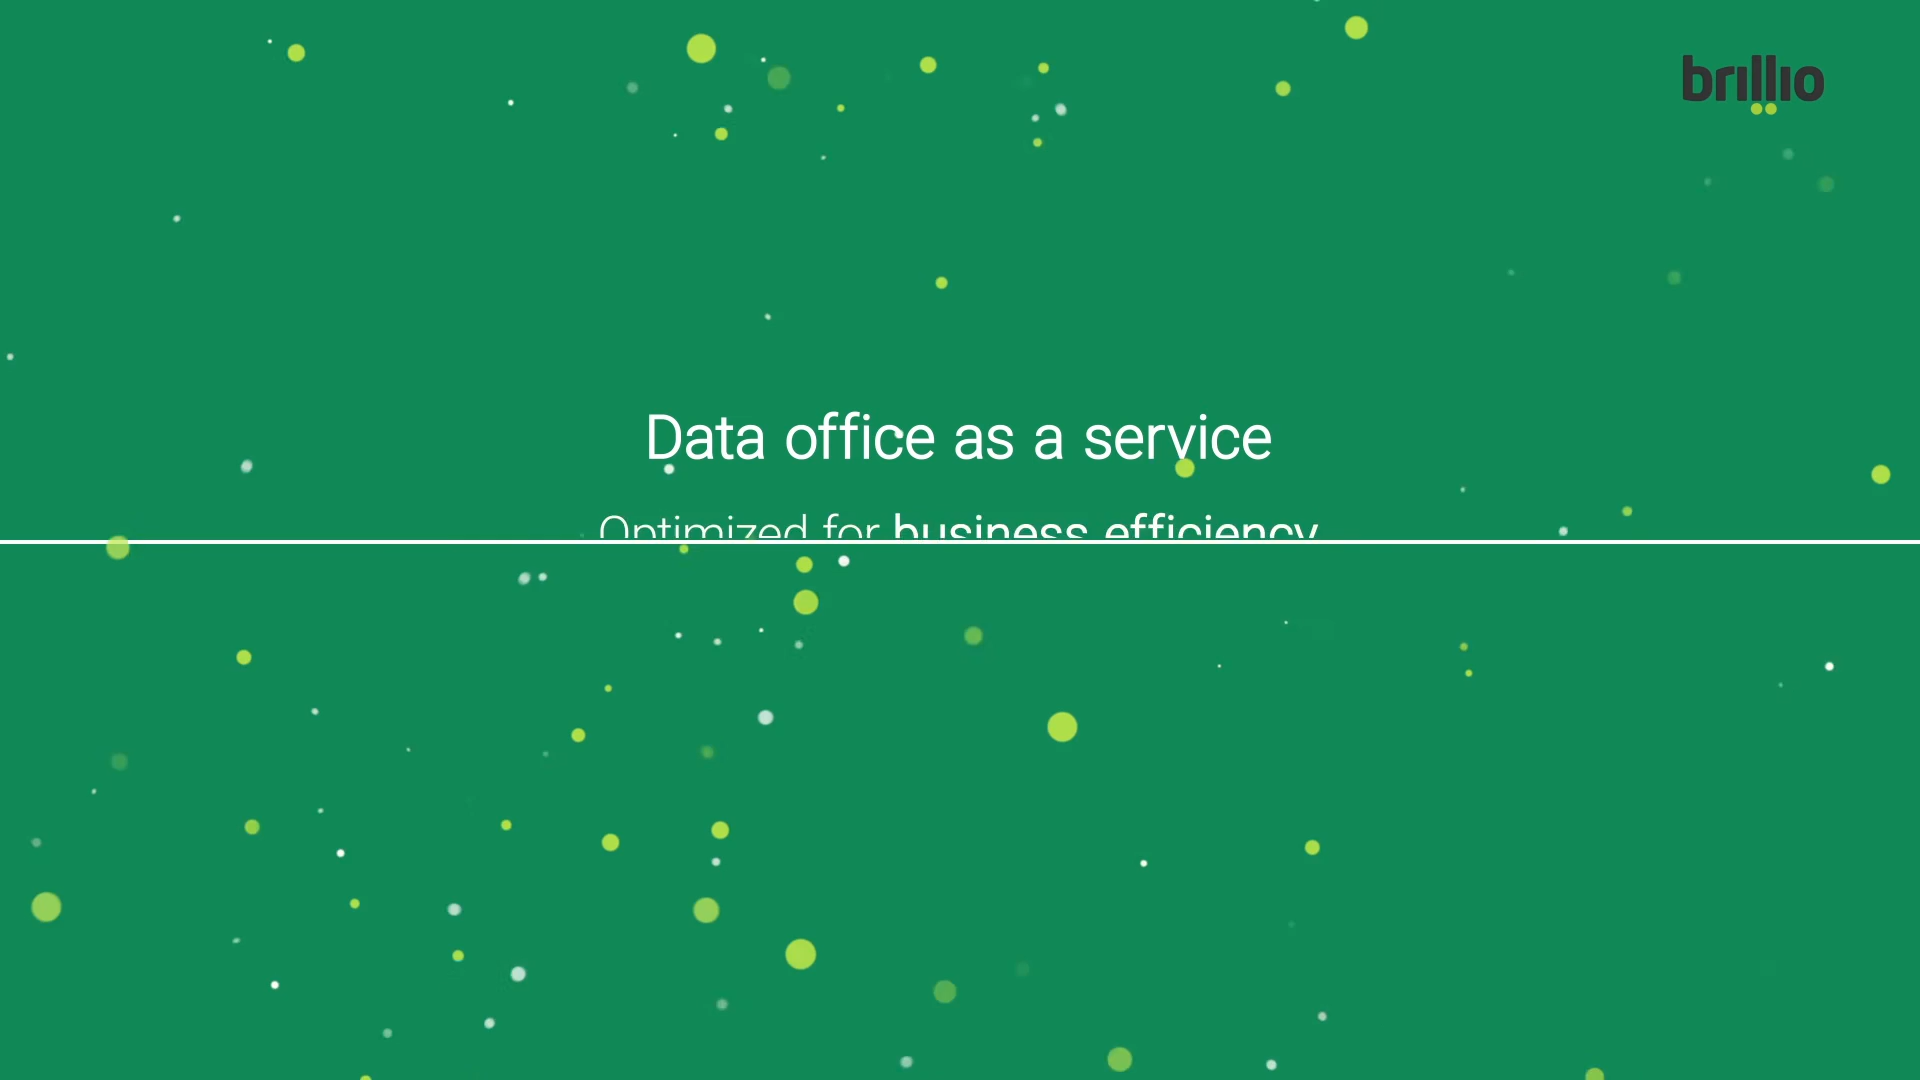 brillio
Data office as a service
Optimized for business efficiency